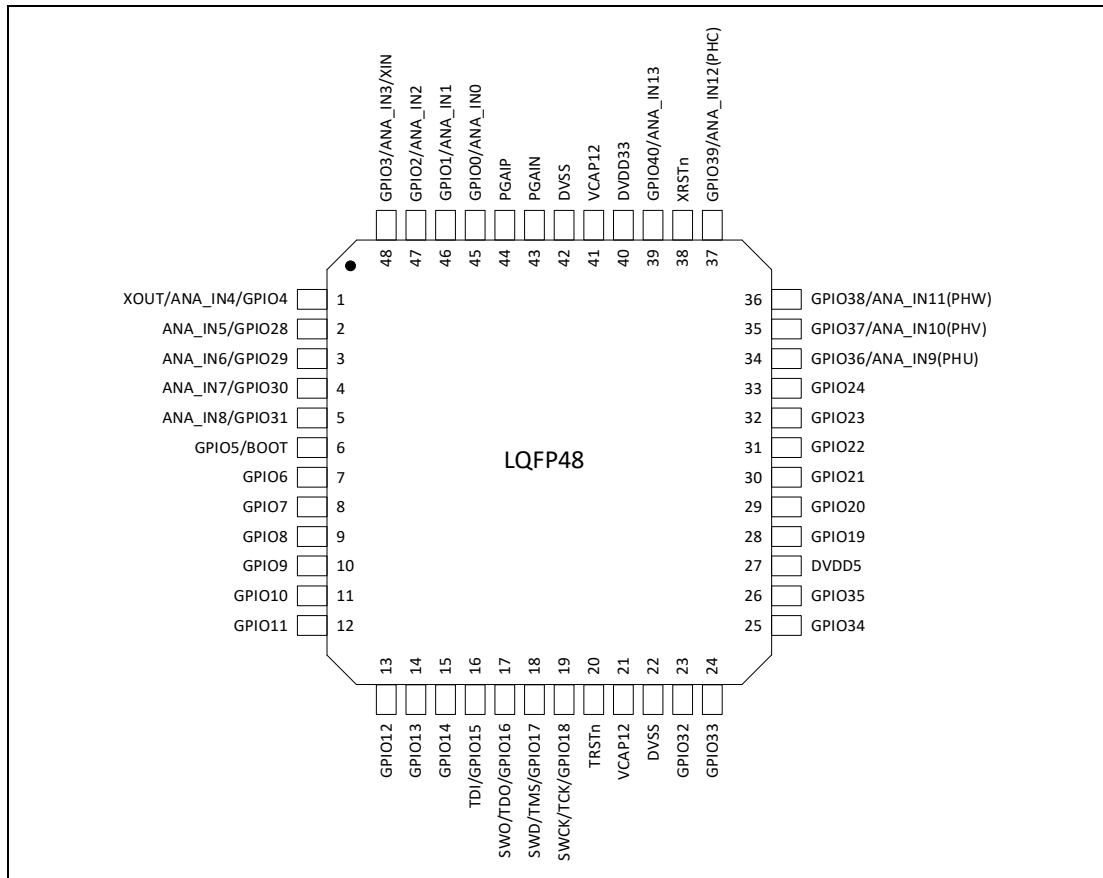 GPIO3/ANA_IN3/XIN
GPIO2/ANA_IN2
GPIO1/ANA_IN1
GPIO0/ANA_IN0
PGAIP
PGAIN
DVSS
VCAP12
DVDD33
GPIO40/ANA_IN13
XRSTn
GPIO39/ANA_IN12(PHC)
48
47
46
45
44
43
42
41
40
39
38
37
XOUT/ANA_IN4/GPIO4 1
ANA_IN5/GPIO28 2
ANA_IN6/GPIO29 3
ANA_IN7/GPIO30 4
ANA_IN8/GPIO31 5
GPIO5/BOOT 6
GPIO6 7
GPIO7 8
GPIO8 9
GPIO9 10
GPIO10 11
GPIO11 12
LQFP48
36 GPIO38/ANA_IN11(PHW)
35 GPIO37/ANA_IN10(PHV)
34 GPIO36/ANA_IN9(PHU)
33 GPIO24
32 GPIO23
31 GPIO22
30 GPIO21
29 GPIO20
28 GPIO19
27 DVDD5
26 GPIO35
25 GPIO34
13
14
15
16
17
18
19
20
21
22
23
24
GPIO12
GPIO13
GPIO14
TDI/GPIO15
SWO/TDO/GPIO16
SWD/TMS/GPIO17
SWCK/TCK/GPIO18
TRSTn
VCAP12
DVSS
GPIO32
GPIO33